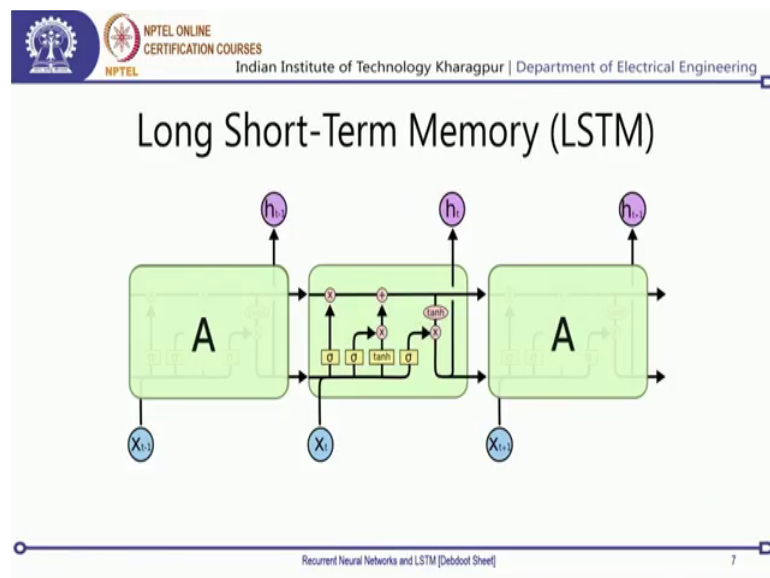 NPTEL ONLINE
CERTIFICATION COURSES
NPTEL
Indian Institute of Technology Kharagpur | Department of Electrical Engineering
Long Short-Term Memory (LSTM)
ht-1 ht ht+1
x + tanh
A x x A
σ σ tanh σ
Xt-1 Xt Xt+1
Recurrent Neural Networks and LSTM [Debdoot Sheet] 7